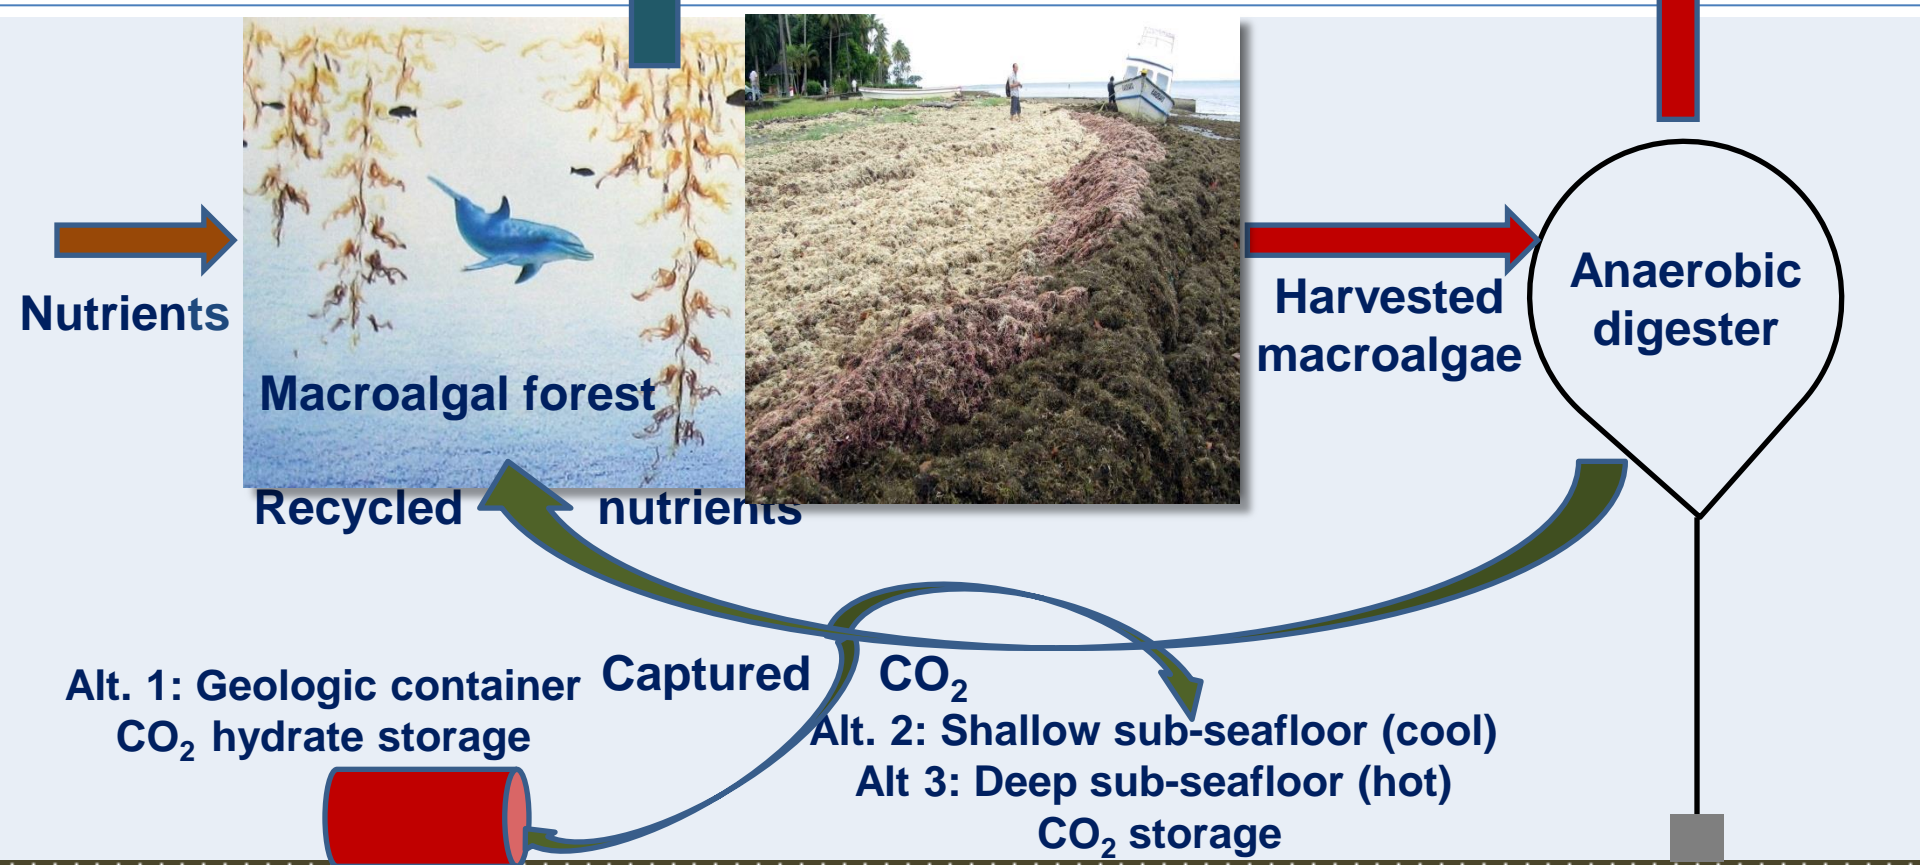 Nutrients
Macroalgal forest
Harvested
macroalgae
Anaerobic
digester
Recycled nutrients
Captured CO₂
Alt. 1: Geologic container
CO₂ hydrate storage
Alt. 2: Shallow sub-seafloor (cool)
Alt 3: Deep sub-seafloor (hot)
CO₂ storage